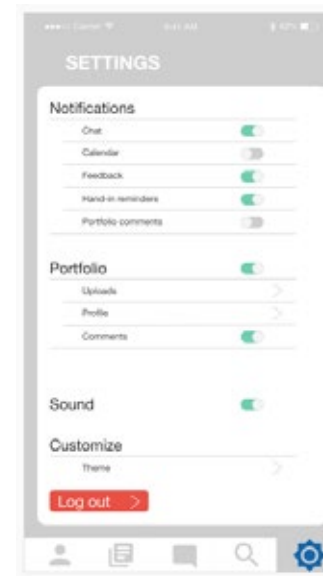 SETTINGS
Notifications
Chat
Calendar
Feedback
Hand-in reminders
Portfolio comments
Portfolio
Uploads
Profile
Comments
Sound
Customize
Theme
Log out